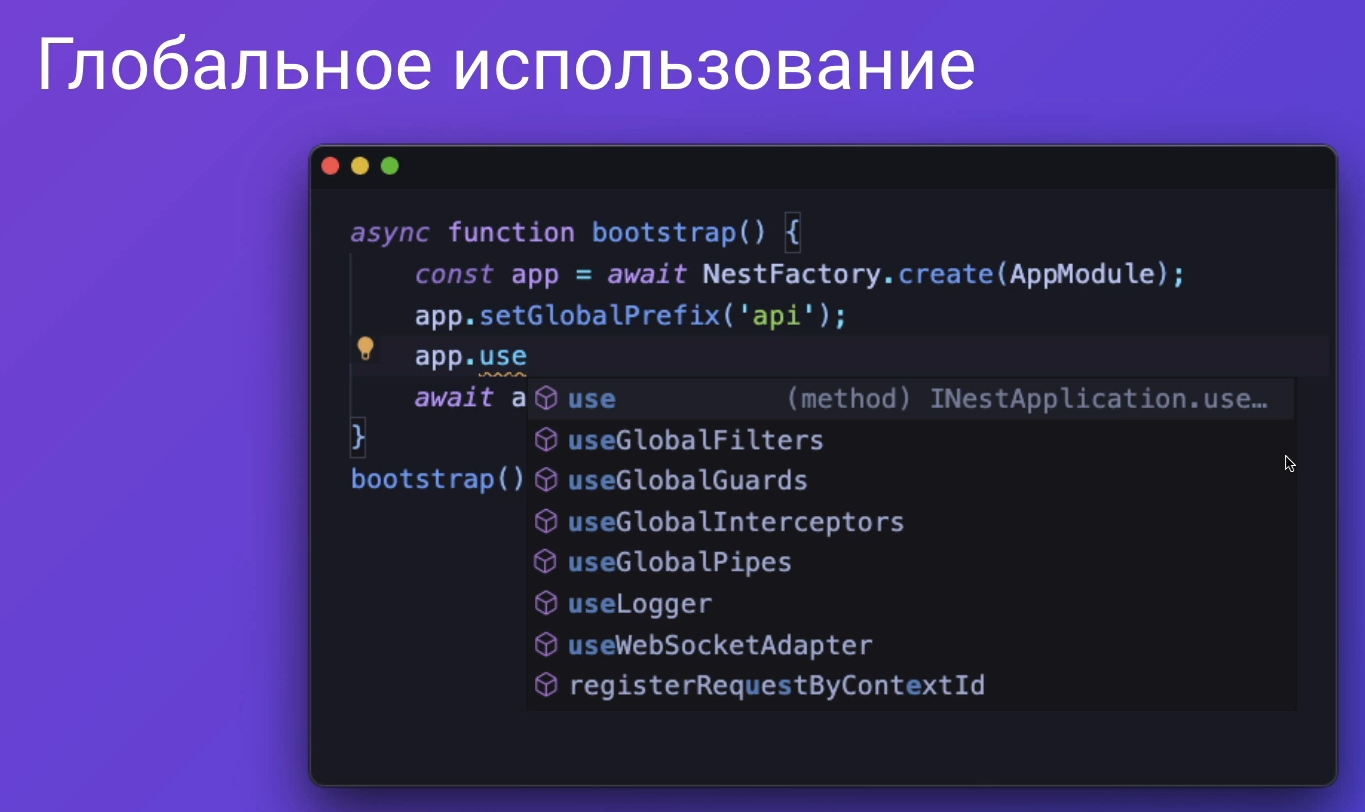 Глобальное использование
async function bootstrap() {
const app = await NestFactory.create(AppModule);
app.setGlobalPrefix('api');
app.use
await a
use (method) INestApplication.use…
}
useGlobalFilters
bootstrap()
useGlobalGuards
useGlobalInterceptors
useGlobalPipes
useLogger
useWebSocketAdapter
registerRequestByContextId